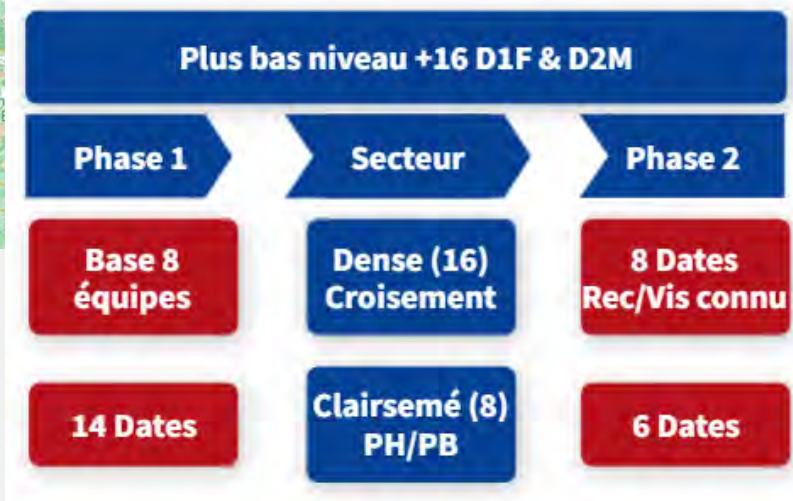 Plus bas niveau +16 D1F & D2M
Phase 1
Secteur
Phase 2
Base 8
équipes
Dense (16)
Croisement
8 Dates
Rec/Vis connu
14 Dates
Clairsemé (8)
PH/PB
6 Dates